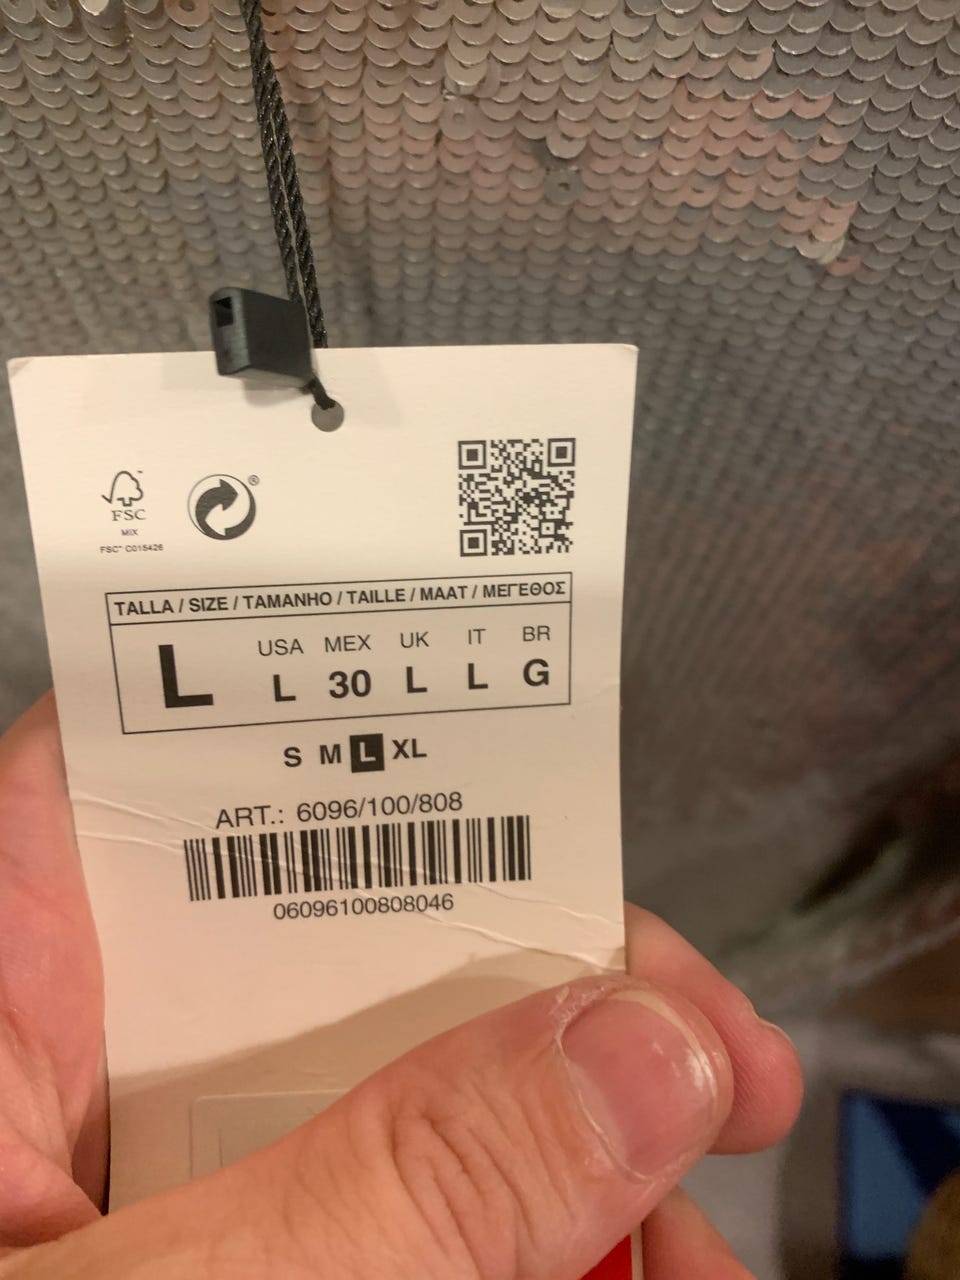 FSC
MIX
FSC™ C015426
®
TALLA / SIZE / TAMANHO / TAILLE / MAAT / ΜΕΓΕΘΟΣ
L
USA MEX UK IT BR
L 30 L L G
S M L XL
ART.: 6096/100/808
06096100808046